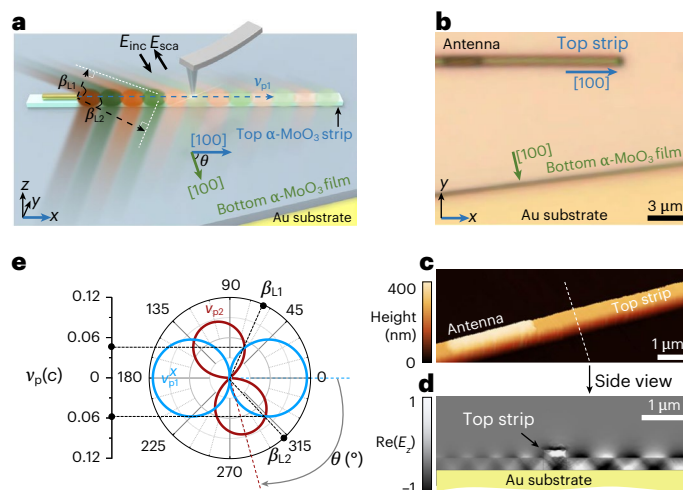 a
E_inc E_sca
β_L1
v_p1
β_L2
[100]
θ
Top α-MoO₃ strip
[100]
z
y
x
Bottom α-MoO₃ film
Au substrate
b
Antenna
Top strip
[100]
[100]
Bottom α-MoO₃ film
y
x
Au substrate
3 μm
e
0.12
0.06
0
0.06
0.12
v_p(c)
90
β_L1
135
45
v_p2
180
v_p1^x
0
225
315
270
β_L2
θ (°)
c
400
Height
(nm)
0
Antenna
Top strip
1 μm
Side view
d
1
Re(E_z)
−1
Top strip
1 μm
Au substrate